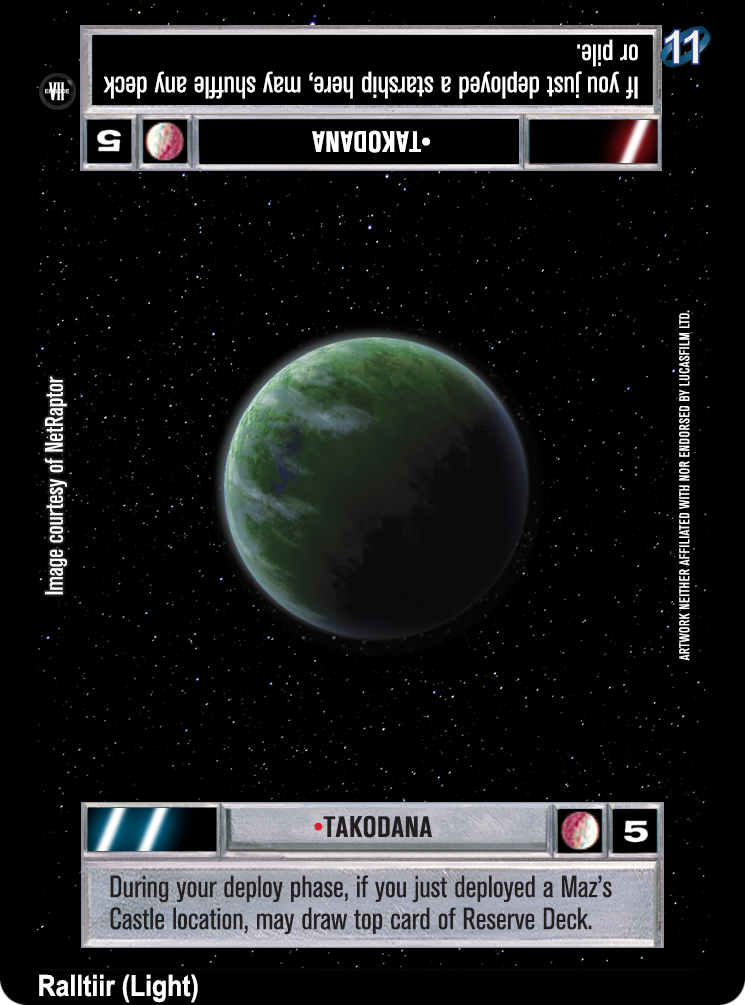 11
If you just deployed a starship here, may shuffle any deck
or pile.
EPISODE
VII
•TAKODANA
5
Image courtesy of NetRaptor
ARTWORK NEITHER AFFILIATED WITH NOR ENDORSED BY LUCASFILM LTD.
•TAKODANA
5
During your deploy phase, if you just deployed a Maz’s
Castle location, may draw top card of Reserve Deck.
Ralltiir (Light)